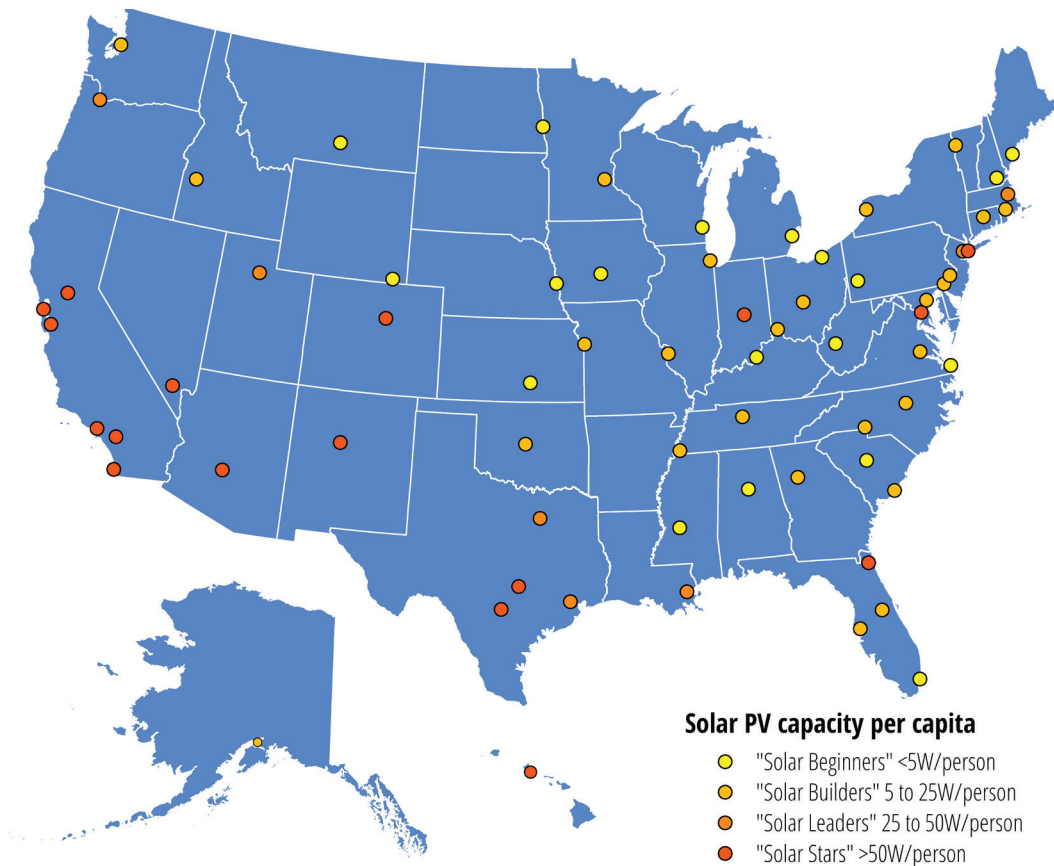 Solar PV capacity per capita
"Solar Beginners" <5W/person
"Solar Builders" 5 to 25W/person
"Solar Leaders" 25 to 50W/person
"Solar Stars" >50W/person